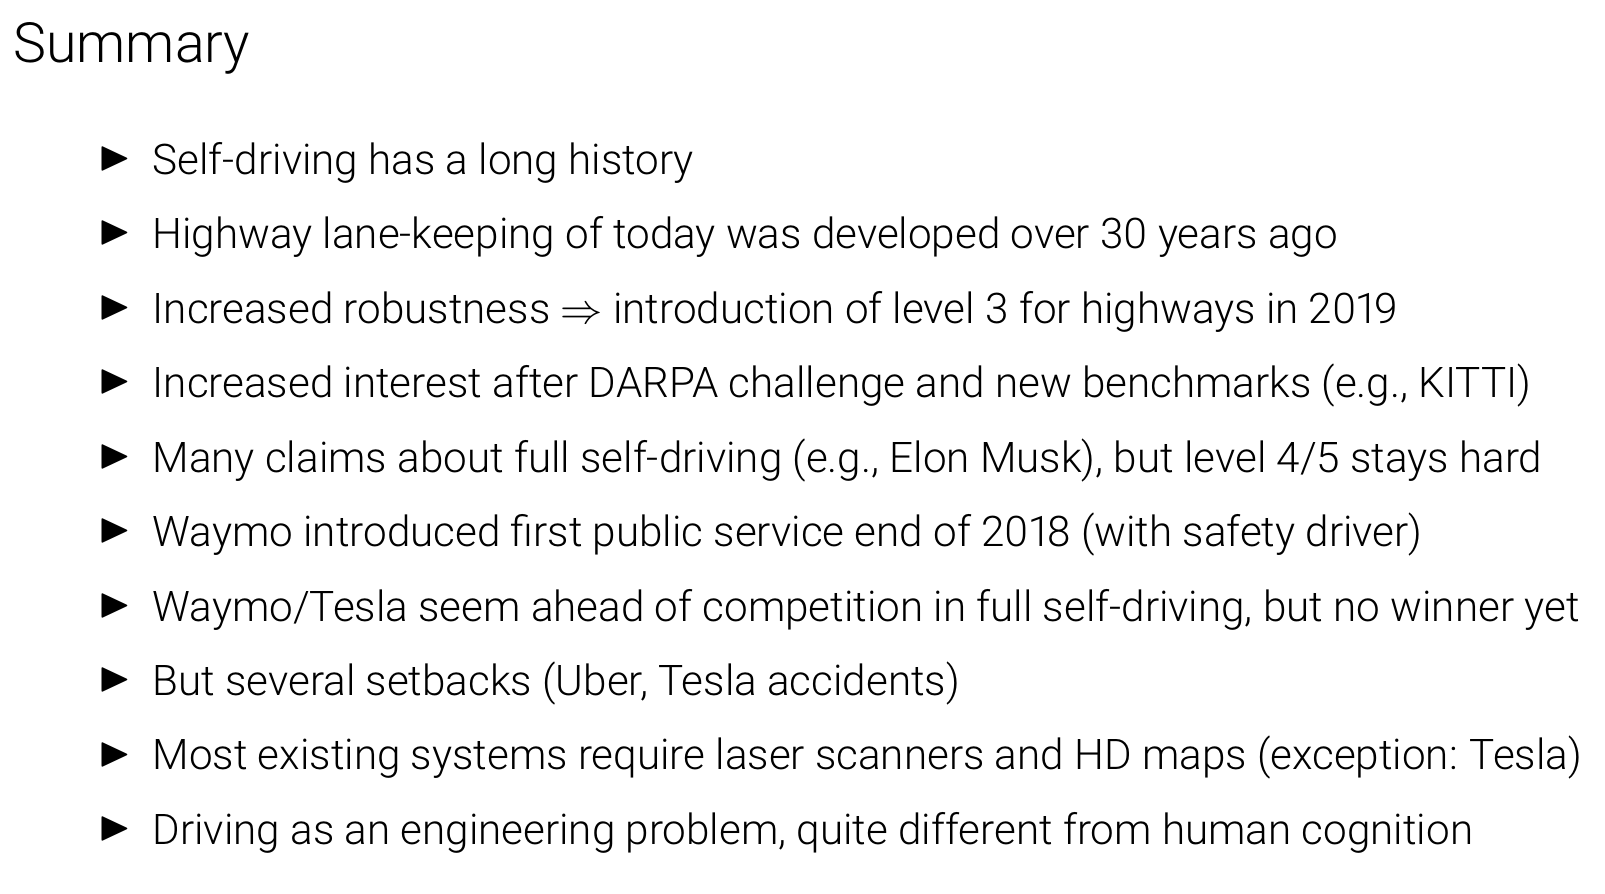 Summary
► Self-driving has a long history
► Highway lane-keeping of today was developed over 30 years ago
► Increased robustness ⇒ introduction of level 3 for highways in 2019
► Increased interest after DARPA challenge and new benchmarks (e.g., KITTI)
► Many claims about full self-driving (e.g., Elon Musk), but level 4/5 stays hard
► Waymo introduced first public service end of 2018 (with safety driver)
► Waymo/Tesla seem ahead of competition in full self-driving, but no winner yet
► But several setbacks (Uber, Tesla accidents)
► Most existing systems require laser scanners and HD maps (exception: Tesla)
► Driving as an engineering problem, quite different from human cognition